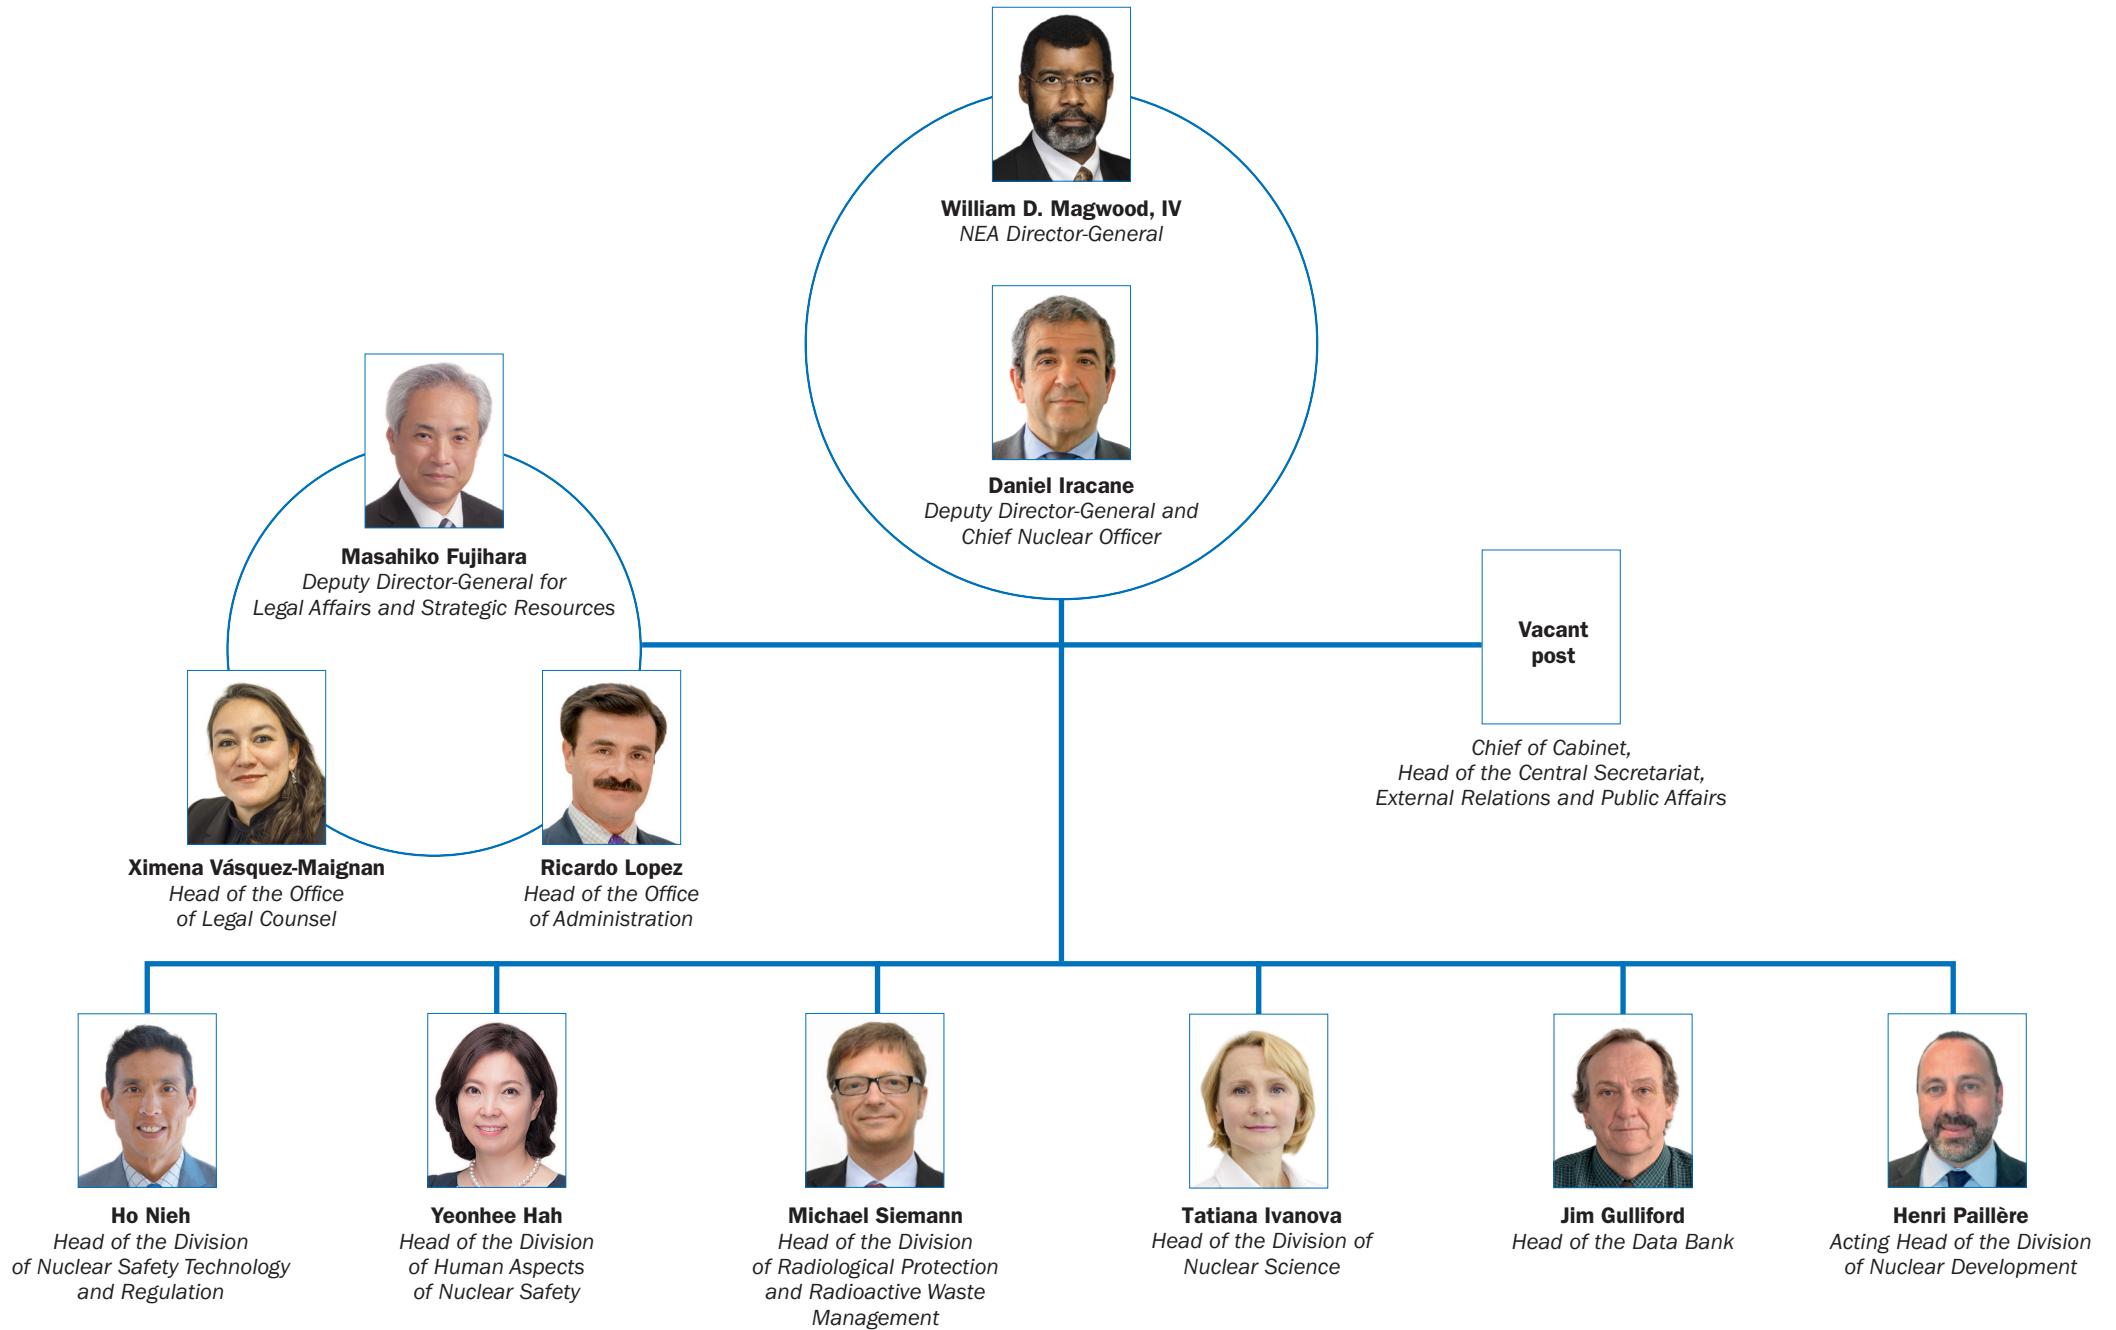 William D. Magwood, IV
NEA Director-General
Daniel Iracane
Deputy Director-General and
Chief Nuclear Officer
Masahiko Fujihara
Deputy Director-General for
Legal Affairs and Strategic Resources
Vacant
post
Chief of Cabinet,
Head of the Central Secretariat,
External Relations and Public Affairs
Ximena Vásquez-Maignan
Head of the Office
of Legal Counsel
Ricardo Lopez
Head of the Office
of Administration
Ho Nieh
Head of the Division
of Nuclear Safety Technology
and Regulation
Yeonhee Hah
Head of the Division
of Human Aspects
of Nuclear Safety
Michael Siemann
Head of the Division
of Radiological Protection
and Radioactive Waste
Management
Tatiana Ivanova
Head of the Division of
Nuclear Science
Jim Gulliford
Head of the Data Bank
Henri Paillère
Acting Head of the Division
of Nuclear Development